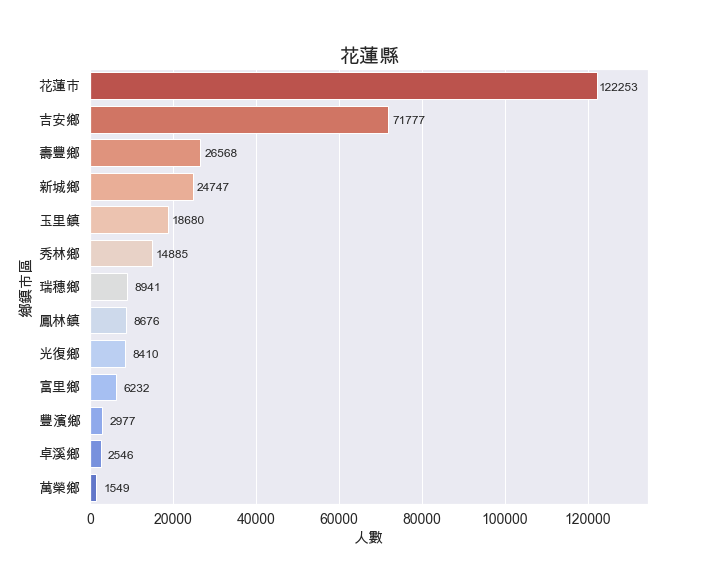 花蓮縣
鄉鎮市區
花蓮市 122253
吉安鄉 71777
壽豐鄉 26568
新城鄉 24747
玉里鎮 18680
秀林鄉 14885
瑞穗鄉 8941
鳳林鎮 8676
光復鄉 8410
富里鄉 6232
豐濱鄉 2977
卓溪鄉 2546
萬榮鄉 1549
0 20000 40000 60000 80000 100000 120000
人數